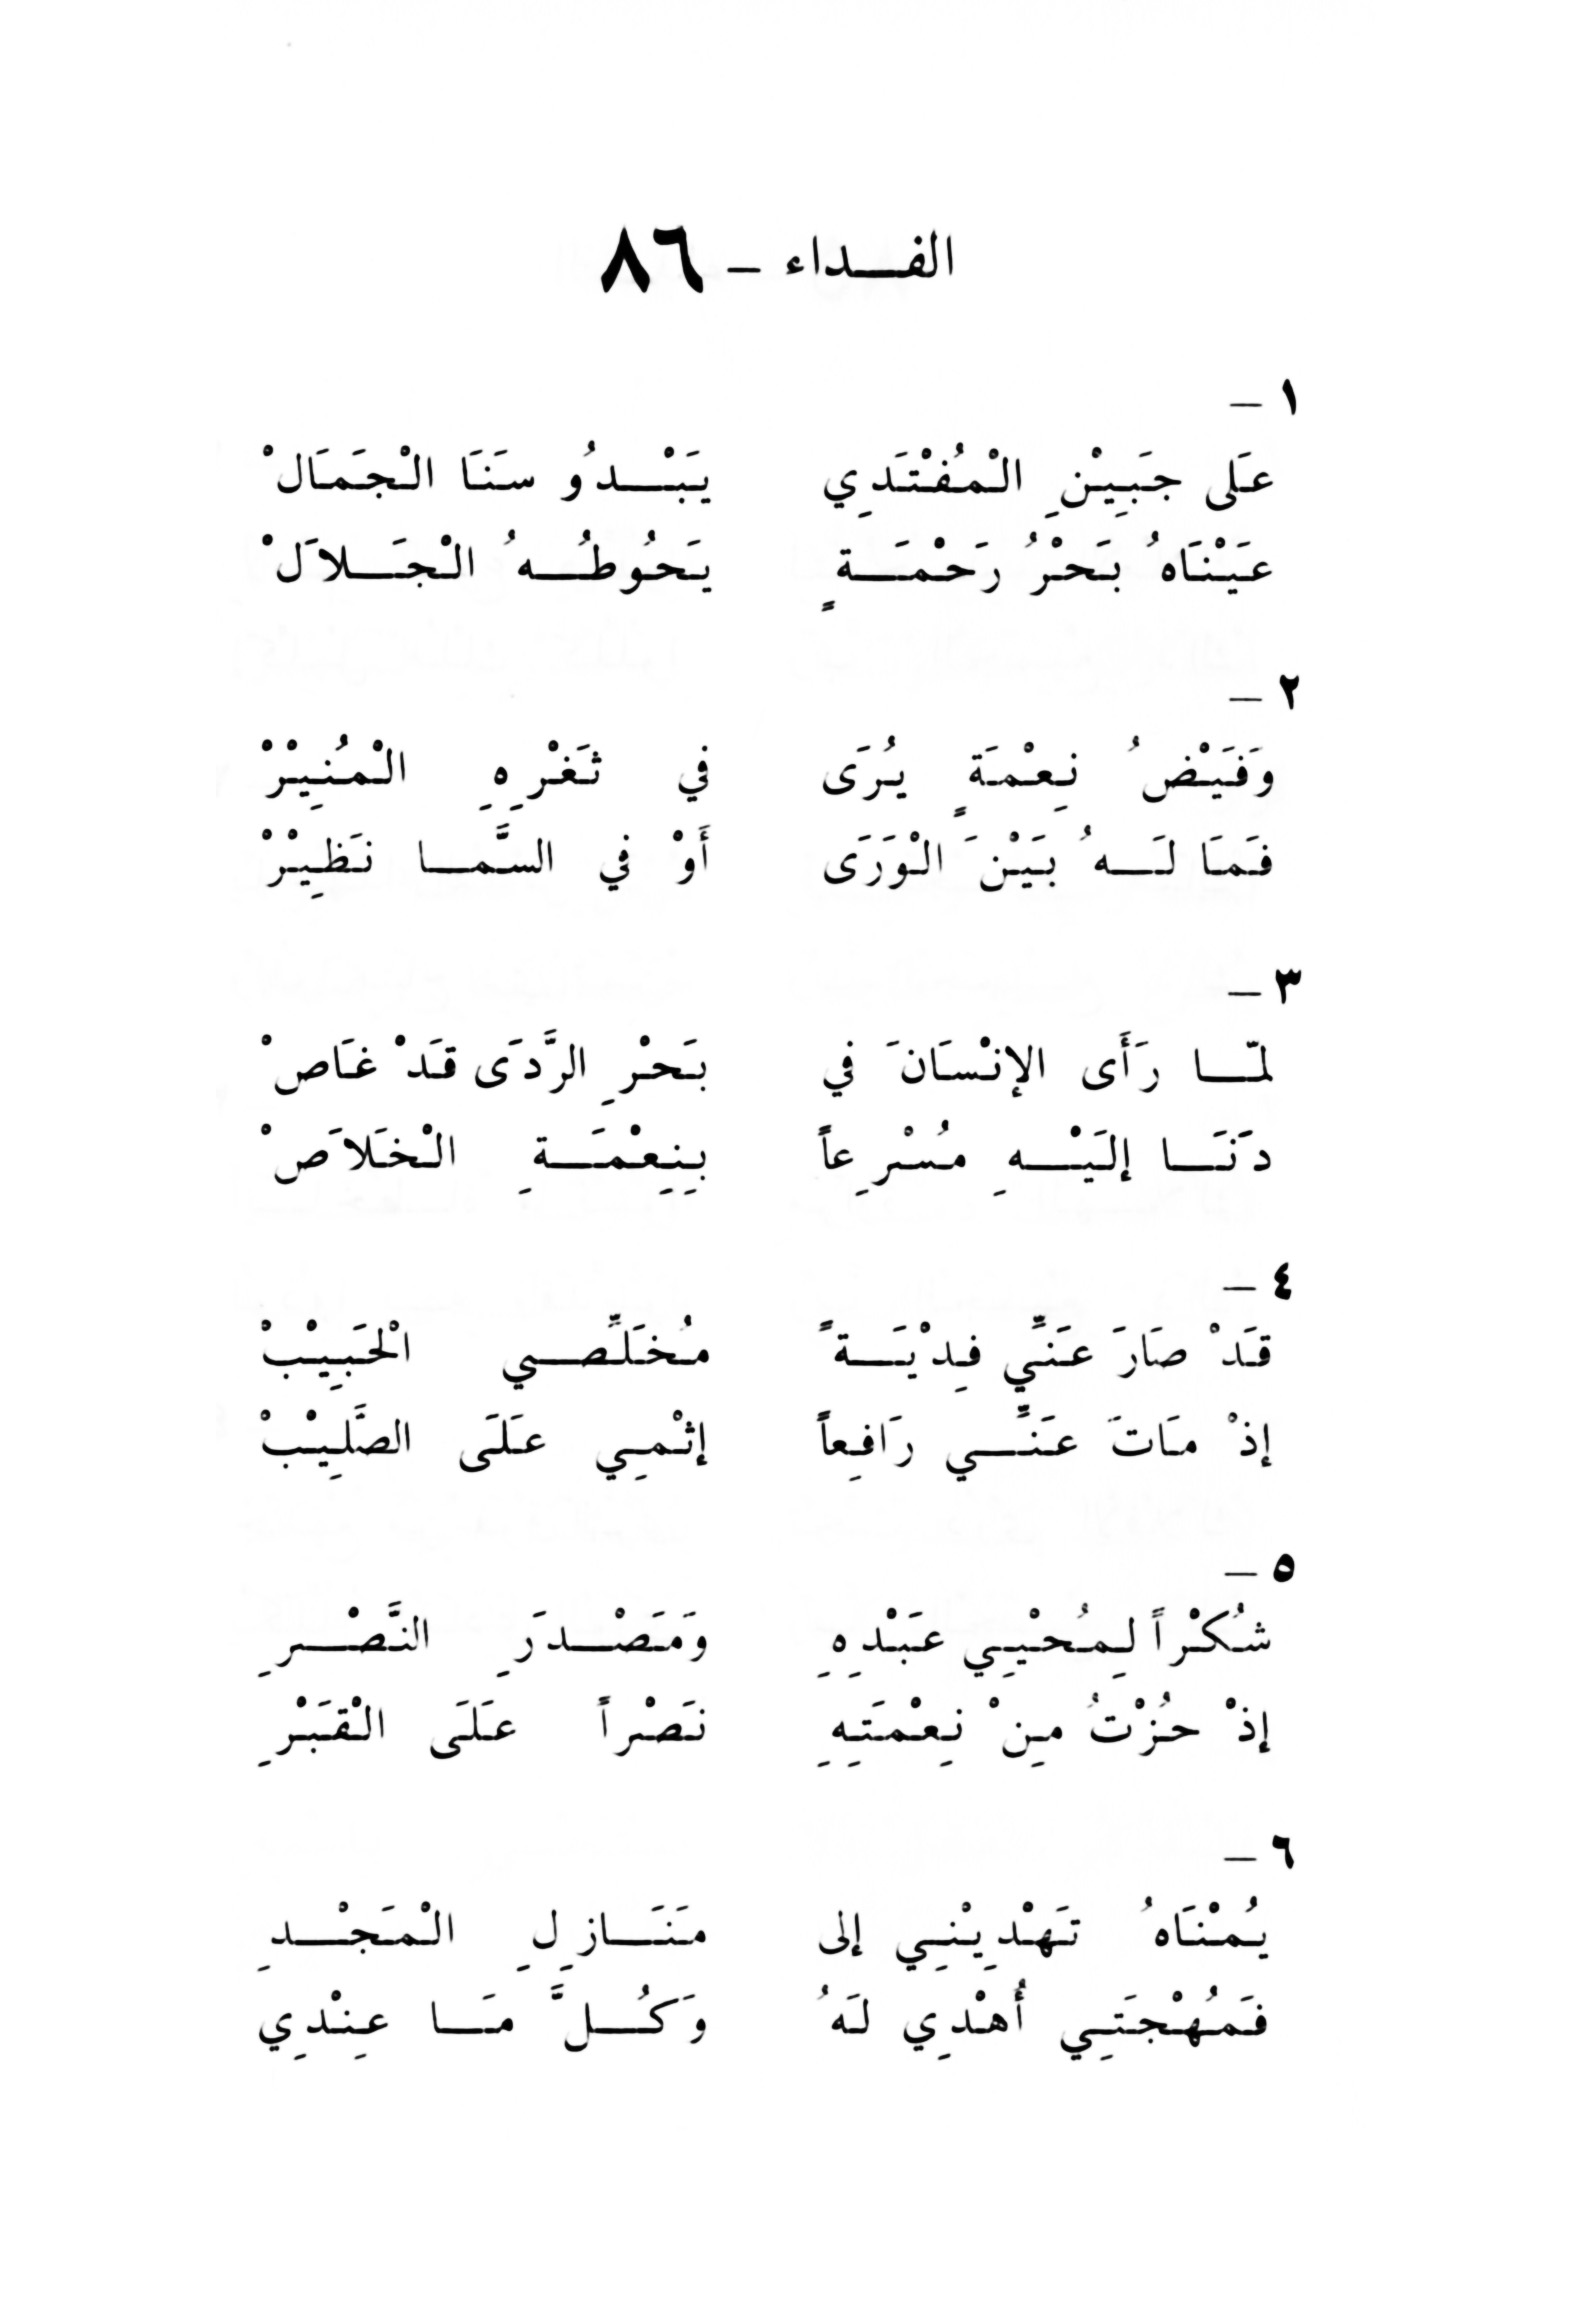 الفداء - ٨٦
١ -
عَلى جَبِيْنِ الْمُفْتَدِي يَبْدُو سَنَا الْجَمَالْ
عَيْنَاهُ بَحْرُ رَحْمَةٍ يَحُوطُهُ الْجَلاَلْ
٢ -
وَفَيْضُ نِعْمَةٍ يُرَى في ثَغْرِهِ الْمُنِيْرْ
فَمَا لَهُ بَيْنَ الْوَرَى أَوْ في السَّما نَظِيْرْ
٣ -
لمّا رَأَى الإنْسَانَ في بَحْرِ الرَّدَى قَدْ غَاصْ
دَنَا إلَيْهِ مُسْرِعاً بِنِعْمَةِ الْخَلاَصْ
٤ -
قَدْ صَارَ عَنِّي فِدْيَةً مُخَلِّصي الْحَبِيْبْ
إذْ مَاتَ عَنِّي رَافِعاً إثْمِي عَلَى الصَّلِيْبْ
٥ -
شُكْراً لِمُحْيِي عَبْدِهِ وَمَصْدَرَِ النَّصْرِ
إذْ حُزْتُ مِنْ نِعْمَتِهِ نَصْراً عَلَى الْقَبْرِ
٦ -
يُمْنَاهُ تَهْدِيْنِي إلى مَنَازِلِ الْمَجْدِ
فَمُهْجَتِي أُهْدِي لَهُ وَكُلَّ مَا عِنْدِي